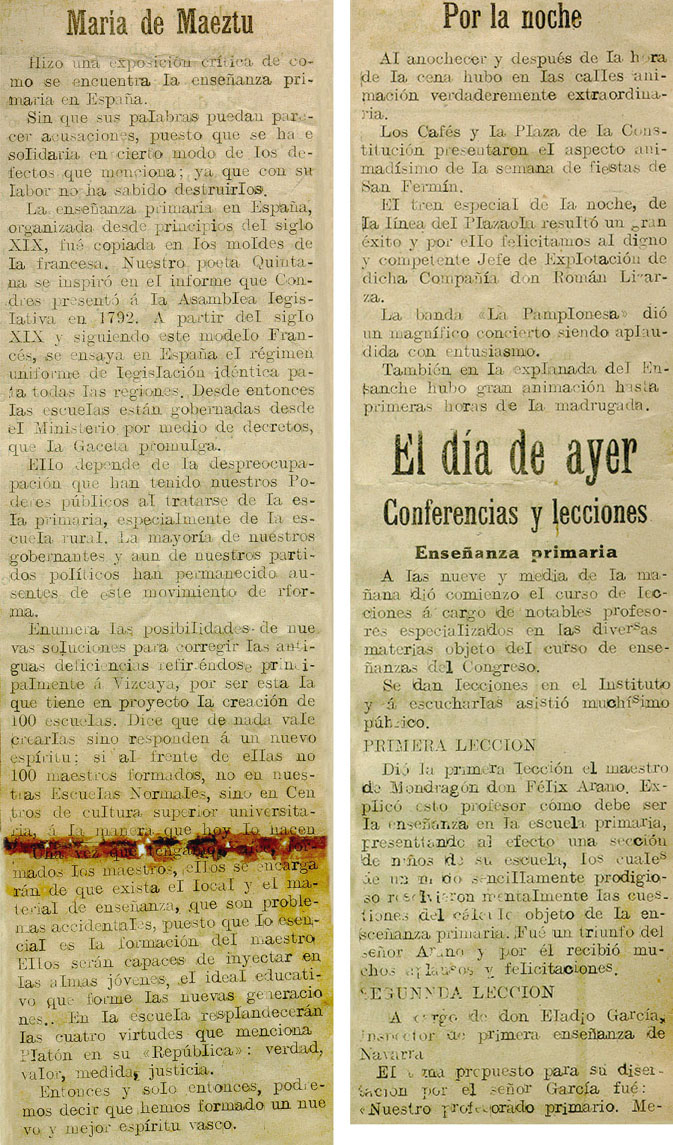 María de Maeztu
Hizo una exposición crítica de co-
mo se encuentra la enseñanza pri-
maria en España.
Sin que sus palabras puedan pare-
cer acusaciones, puesto que se ha e
solidaria en cierto modo de los de-
fectos que menciona; ya que con su
labor no ha sabido destruirlos.
La enseñanza primaria en España,
organizada desde principios del siglo
XIX, fué copiada en los moldes de
la francesa. Nuestro poeta Quinta-
na se inspiró en el informe que Con-
dres presentó á la Asamblea legis-
lativa en 1792. A partir del siglo
XIX y siguiendo este modelo Fran-
cés, se ensaya en España el régimen
uniforme de legislación idéntica pa-
ra todas las regiones. Desde entonces
las escuelas están gobernadas desde
el Ministerio por medio de decretos,
que la Gaceta promulga.
Ello depende de la despreocupa-
pación que han tenido nuestros Po-
deres públicos al tratarse de la es-
la primaria, especialmente de la es-
cuela rural. La mayoría de nuestros
gobernantes y aun de nuestros parti-
dos políticos han permanecido au-
sentes de este movimiento de rfor-
ma.
Enumera las posibilidades de nue
vas soluciones para corregir las anti-
guas deficiencias refiréndose princi-
palmente á Vizcaya, por ser esta la
que tiene en proyecto la creación de
100 escuelas. Dice que de nada vale
crearlas sino responden á un nuevo
espíritu; si al frente de ellas no
100 maestros formados, no en nues-
tras Escuelas Normales, sino en Cen
tros de cultura superior universita-
ria, á la manera que hoy lo hacen
Una vez que tengamos
mados los maestros, ellos se encarga
rán de que exista el local y el ma-
terial de enseñanza, que son proble-
mas accidentales, puesto que lo esen-
cial es la formación del maestro
Ellos serán capaces de inyectar en
las almas jóvenes, el ideal educati-
vo que forme las nuevas generacio
nes.. En la escuela resplandecerán
las cuatro virtudes que menciona
Platón en su «República»: verdad,
valor, medida, justicia.
Entonces y solo entonces, podre-
mos decir que hemos formado un nue
vo y mejor espíritu vasco.
Por la noche
Al anochecer y después de la hora
de la cena hubo en las calles ani-
mación verdaderemente extraordina-
ria.
Los Cafés y la Plaza de la Cons-
titución presentaron el aspecto ani-
madísimo de la semana de fiestas de
San Fermín.
El tren especial de la noche, de
la línea del Plazaola resultó un gran
éxito y por ello felicitamos al digno
y competente Jefe de Explotación de
dicha Compañía don Román Lizar-
za.
La banda «La Pamplonesa» dió
un magnífico concierto siendo aplau-
dida con entusiasmo.
También en la explanada del En-
sanche hubo gran animación hasta
primeras horas de la madrugada.
El día de ayer
Conferencias y lecciones
Enseñanza primaria
A las nueve y media de la ma-
ñana dió comienzo el curso de lec-
ciones á cargo de notables profeso-
res especializados en las diversas
materias objeto del curso de ense-
ñanzas del Congreso.
Se dan lecciones en el Instituto
y á escucharlas asistió muchísimo
público.
PRIMERA LECCION
Dió la primera lección el maestro
de Mondragón don Félix Arano. Ex-
plicó esto profesor cómo debe ser
la enseñanza en la escuela primaria,
presentando al efecto una sección
de niños de su escuela, los cuales
de un modo sencillamente prodigio-
so resolvieron mentalmente las cues-
tiones del cálculo objeto de la en-
sceñanza primaria. Fué un triunfo del
señor Arano y por él recibió mu-
chos aplausos y felicitaciones.
SEGUNNDA LECCION
A cargo de don Eladjo García,
inspector de primera enseñanza de
Navarra
El tema propuesto para su diser-
tación por el señor García fué:
«Nuestro profesorado primario. Me-